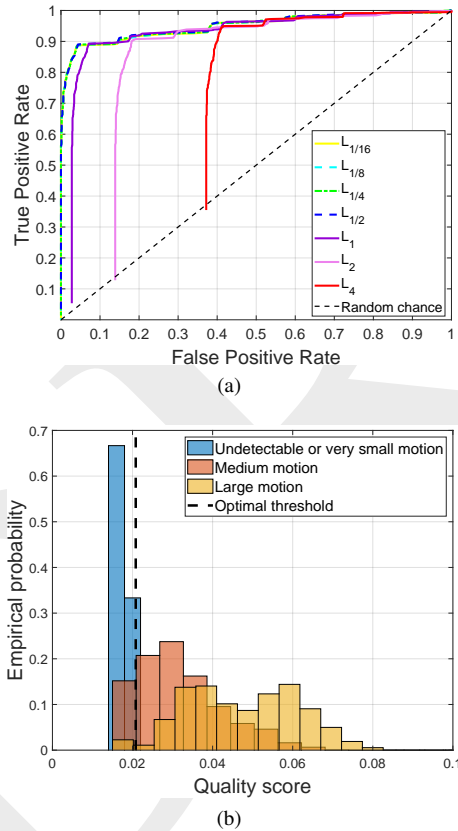 1
0.9
0.8
0.7
0.6
0.5
0.4
0.3
0.2
0.1
True Positive Rate
L1/16
L1/8
L1/4
L1/2
L1
L2
L4
Random chance
0 0.1 0.2 0.3 0.4 0.5 0.6 0.7 0.8 0.9 1
False Positive Rate
(a)
0.7
0.6
0.5
0.4
0.3
0.2
0.1
0
Empirical probability
Undetectable or very small motion
Medium motion
Large motion
Optimal threshold
0 0.02 0.04 0.06 0.08 0.1
Quality score
(b)